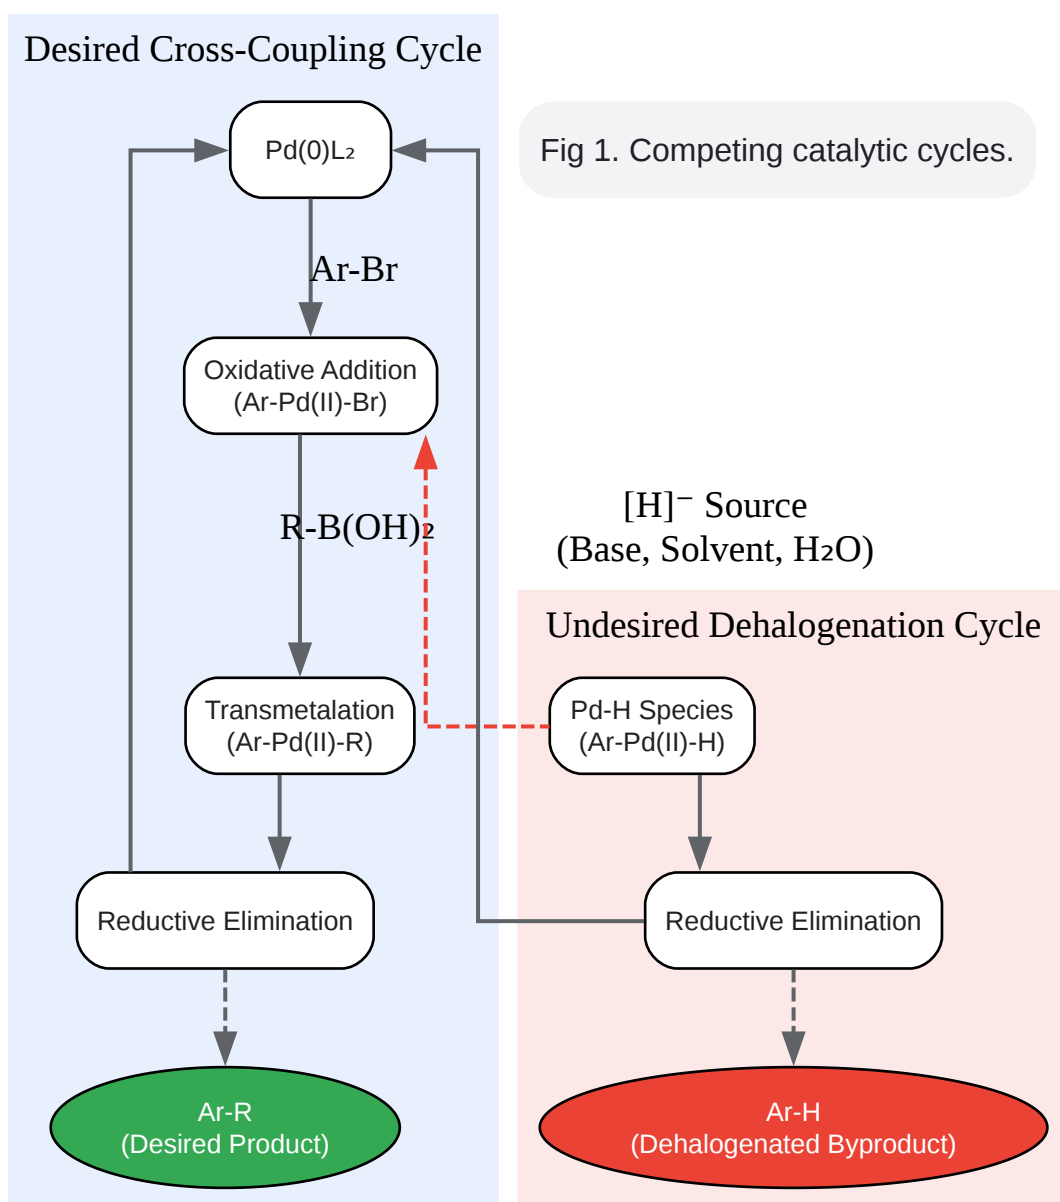 Desired Cross-Coupling Cycle
Pd(0)L₂
Fig 1. Competing catalytic cycles.
Ar-Br
Oxidative Addition
(Ar-Pd(II)-Br)
R-B(OH)₂
[H]⁻ Source
(Base, Solvent, H₂O)
Undesired Dehalogenation Cycle
Transmetalation
(Ar-Pd(II)-R)
Pd-H Species
(Ar-Pd(II)-H)
Reductive Elimination
Reductive Elimination
Ar-R
(Desired Product)
Ar-H
(Dehalogenated Byproduct)